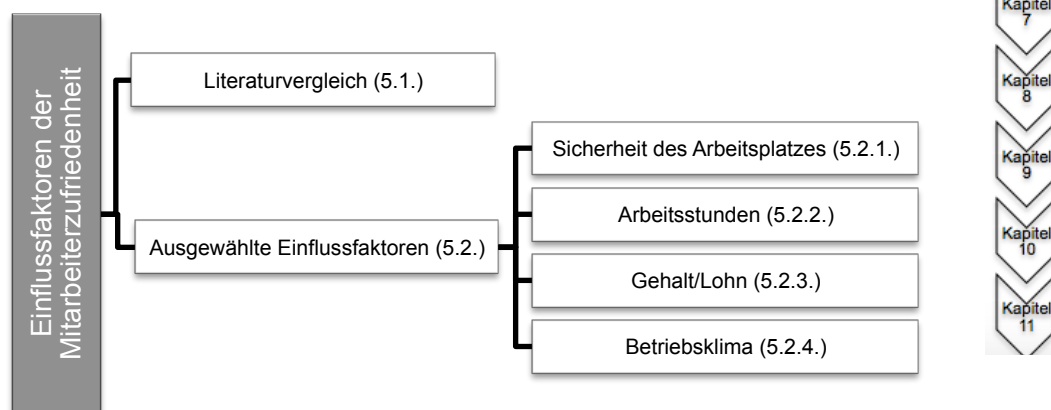 Einflussfaktoren der
Mitarbeiterzufriedenheit
Literaturvergleich (5.1.)
Ausgewählte Einflussfaktoren (5.2.)
Sicherheit des Arbeitsplatzes (5.2.1.)
Arbeitsstunden (5.2.2.)
Gehalt/Lohn (5.2.3.)
Betriebsklima (5.2.4.)
Kapitel
7
Kapitel
8
Kapitel
9
Kapitel
10
Kapitel
11